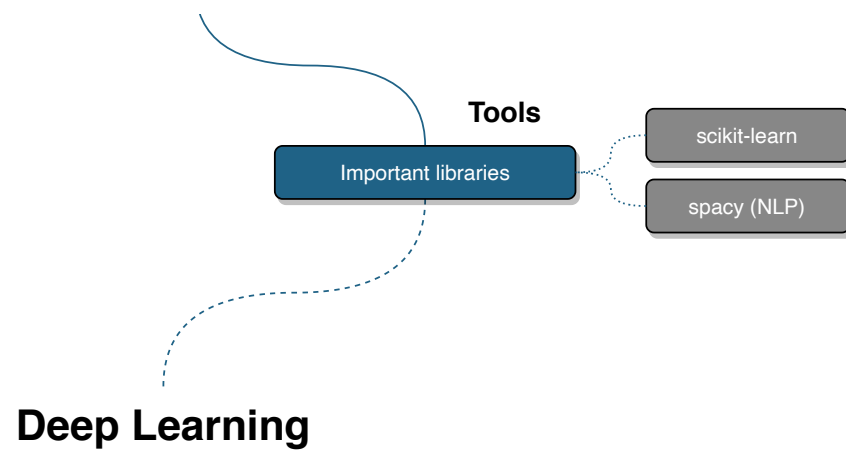 Tools
scikit-learn
Important libraries
spacy (NLP)
Deep Learning